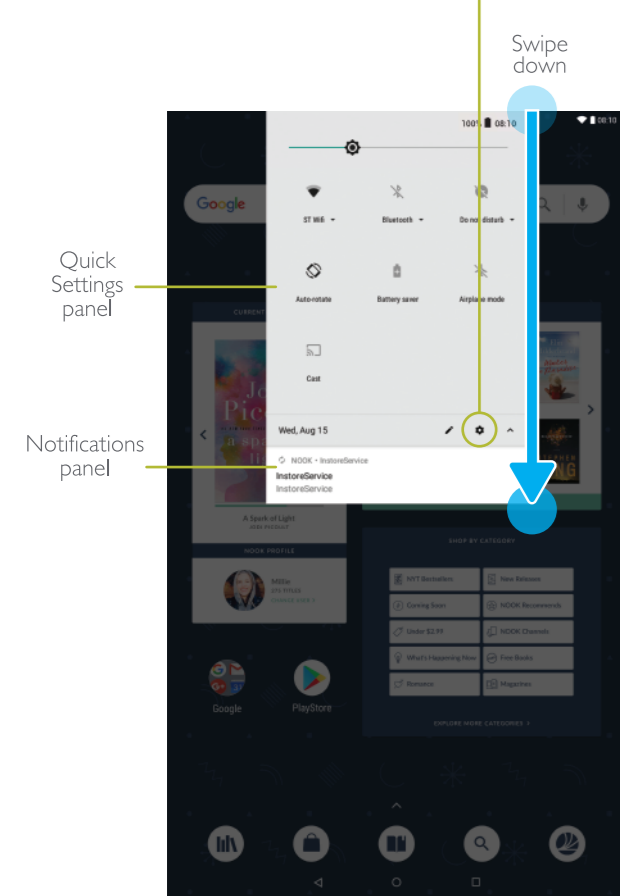 Swipe
down
100% 08:10
08:10
Google
ST Wifi
Bluetooth
Do not disturb
Quick
Settings
panel
Auto-rotate
Battery saver
Airplane mode
CURRENT
Cast
Wed, Aug 15
Notifications
panel
NOOK • InstoreService
InstoreService
InstoreService
A Spark of Light
JODI PICOULT
SHOP BY CATEGORY
NOOK PROFILE
Millie
NYT Bestsellers
New Releases
Coming Soon
NOOK Recommends
Under $2.99
NOOK Channels
What's Happening Now
Free Books
Romance
Magazines
Google
PlayStore
EXPLORE MORE CATEGORIES >